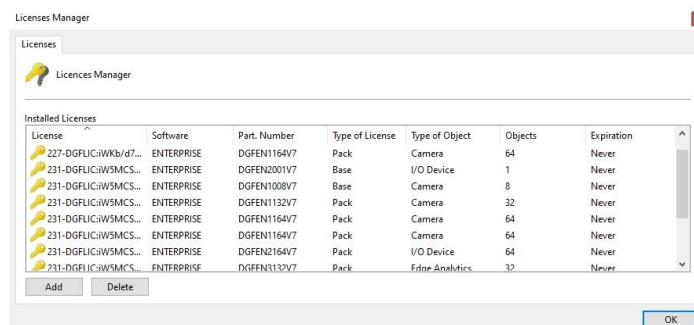 Licenses Manager
Licenses
Licences Manager
Installed Licenses
License Software Part. Number Type of License Type of Object Objects Expiration
227-DGFLIC:iWKb/d7... ENTERPRISE DGFEN1164V7 Pack Camera 64 Never
231-DGFLIC:iW5MCS... ENTERPRISE DGFEN2001V7 Base I/O Device 1 Never
231-DGFLIC:iW5MCS... ENTERPRISE DGFEN1008V7 Base Camera 8 Never
231-DGFLIC:iW5MCS... ENTERPRISE DGFEN1132V7 Pack Camera 32 Never
231-DGFLIC:iW5MCS... ENTERPRISE DGFEN1164V7 Pack Camera 64 Never
231-DGFLIC:iW5MCS... ENTERPRISE DGFEN1164V7 Pack Camera 64 Never
231-DGFLIC:iW5MCS... ENTERPRISE DGFEN2164V7 Pack I/O Device 64 Never
231-DGFLIC:iW5MCS... ENTERPRISE DGFEN3132V7 Pack Edge Analytics 32 Never
Add Delete
OK